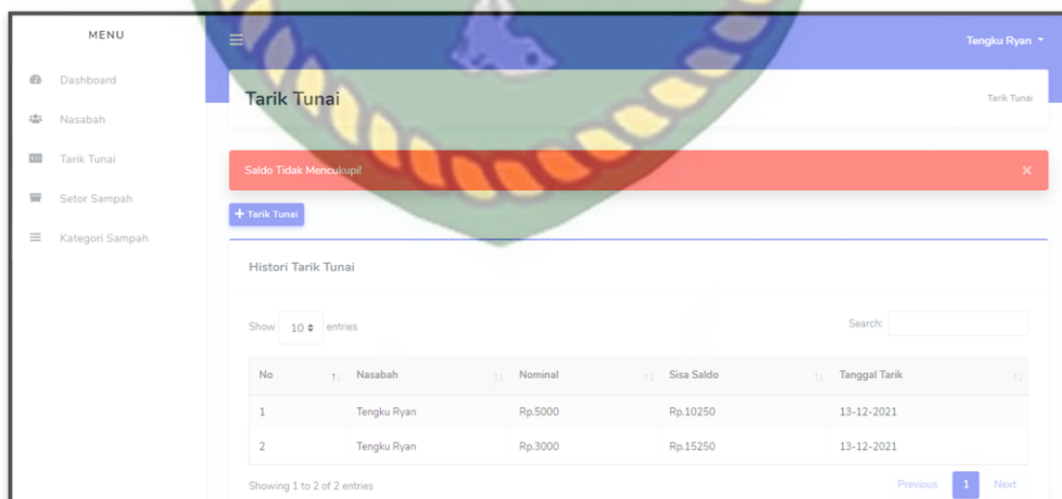 MENU
Dashboard
Nasabah
Tarik Tunai
Setor Sampah
Kategori Sampah
Tengku Ryan
Tarik Tunai
Tarik Tunai
Saldo Tidak Mencukupi!
+ Tarik Tunai
Histori Tarik Tunai
Show 10 entries
Search:
No Nasabah Nominal Sisa Saldo Tanggal Tarik
1 Tengku Ryan Rp.5000 Rp.10250 13-12-2021
2 Tengku Ryan Rp.3000 Rp.15250 13-12-2021
Showing 1 to 2 of 2 entries
Previous 1 Next